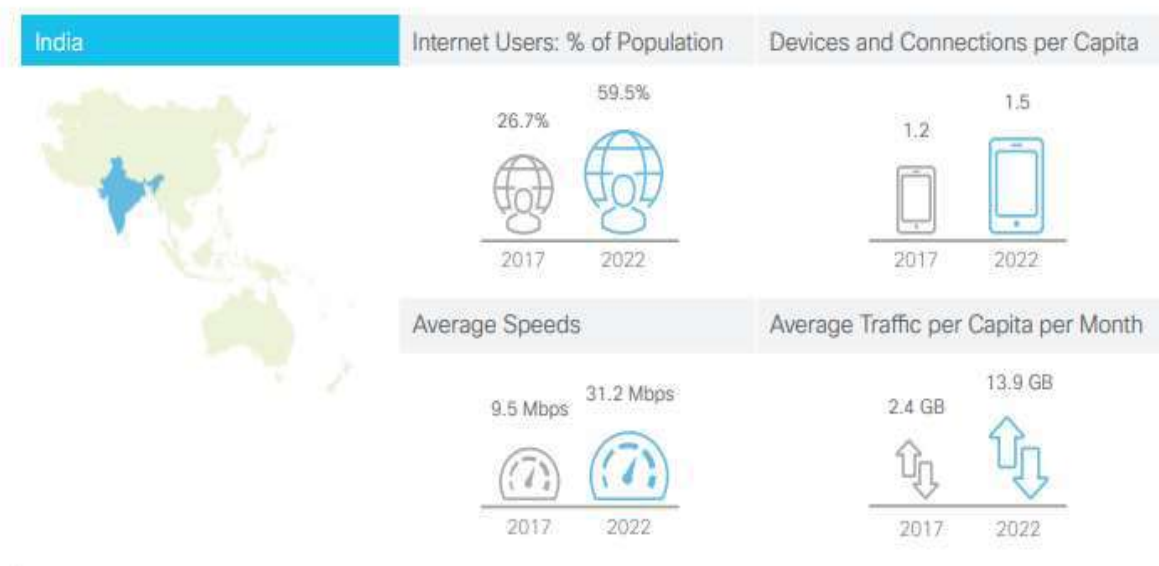 India
Internet Users: % of Population
Devices and Connections per Capita
26.7%
59.5%
2017
2022
1.2
1.5
2017
2022
Average Speeds
Average Traffic per Capita per Month
9.5 Mbps
31.2 Mbps
2017
2022
2.4 GB
13.9 GB
2017
2022